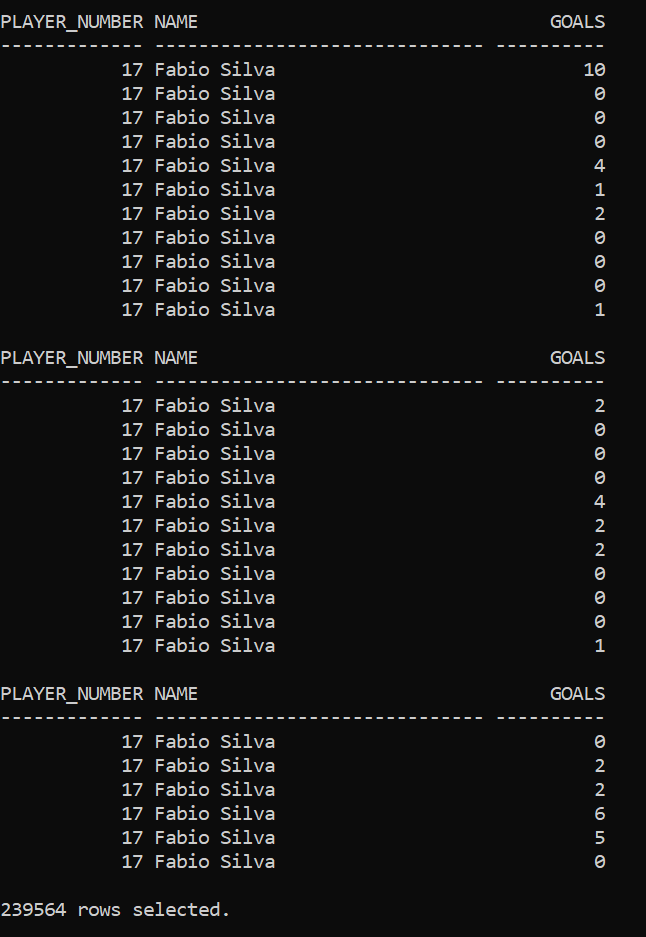 PLAYER_NUMBER NAME                                GOALS
------------- ------------------------------ ----------
           17 Fabio Silva                            10
           17 Fabio Silva                             0
           17 Fabio Silva                             0
           17 Fabio Silva                             0
           17 Fabio Silva                             4
           17 Fabio Silva                             1
           17 Fabio Silva                             2
           17 Fabio Silva                             0
           17 Fabio Silva                             0
           17 Fabio Silva                             0
           17 Fabio Silva                             1

PLAYER_NUMBER NAME                                GOALS
------------- ------------------------------ ----------
           17 Fabio Silva                             2
           17 Fabio Silva                             0
           17 Fabio Silva                             0
           17 Fabio Silva                             0
           17 Fabio Silva                             4
           17 Fabio Silva                             2
           17 Fabio Silva                             2
           17 Fabio Silva                             0
           17 Fabio Silva                             0
           17 Fabio Silva                             0
           17 Fabio Silva                             1

PLAYER_NUMBER NAME                                GOALS
------------- ------------------------------ ----------
           17 Fabio Silva                             0
           17 Fabio Silva                             2
           17 Fabio Silva                             2
           17 Fabio Silva                             6
           17 Fabio Silva                             5
           17 Fabio Silva                             0

239564 rows selected.